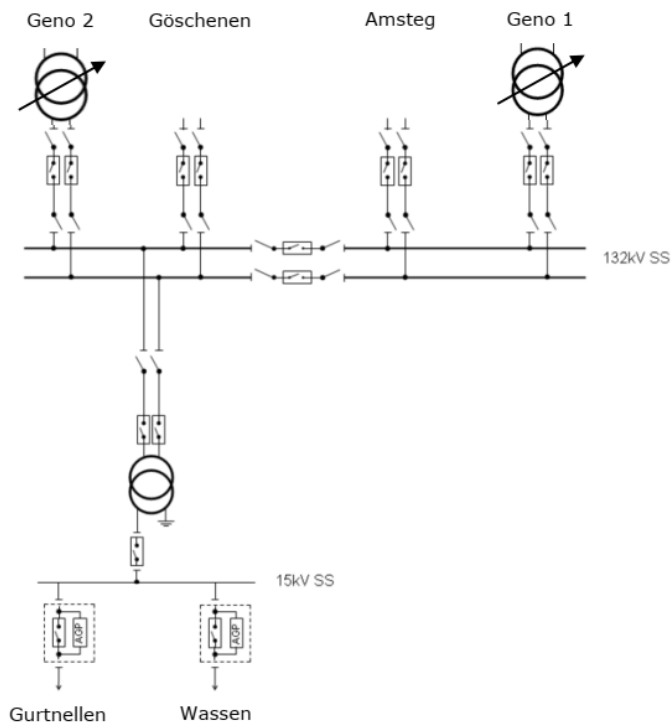 Geno 2 Göschenen Amsteg Geno 1
132kV SS
15kV SS
AGP AGP
Gurtnellen Wassen